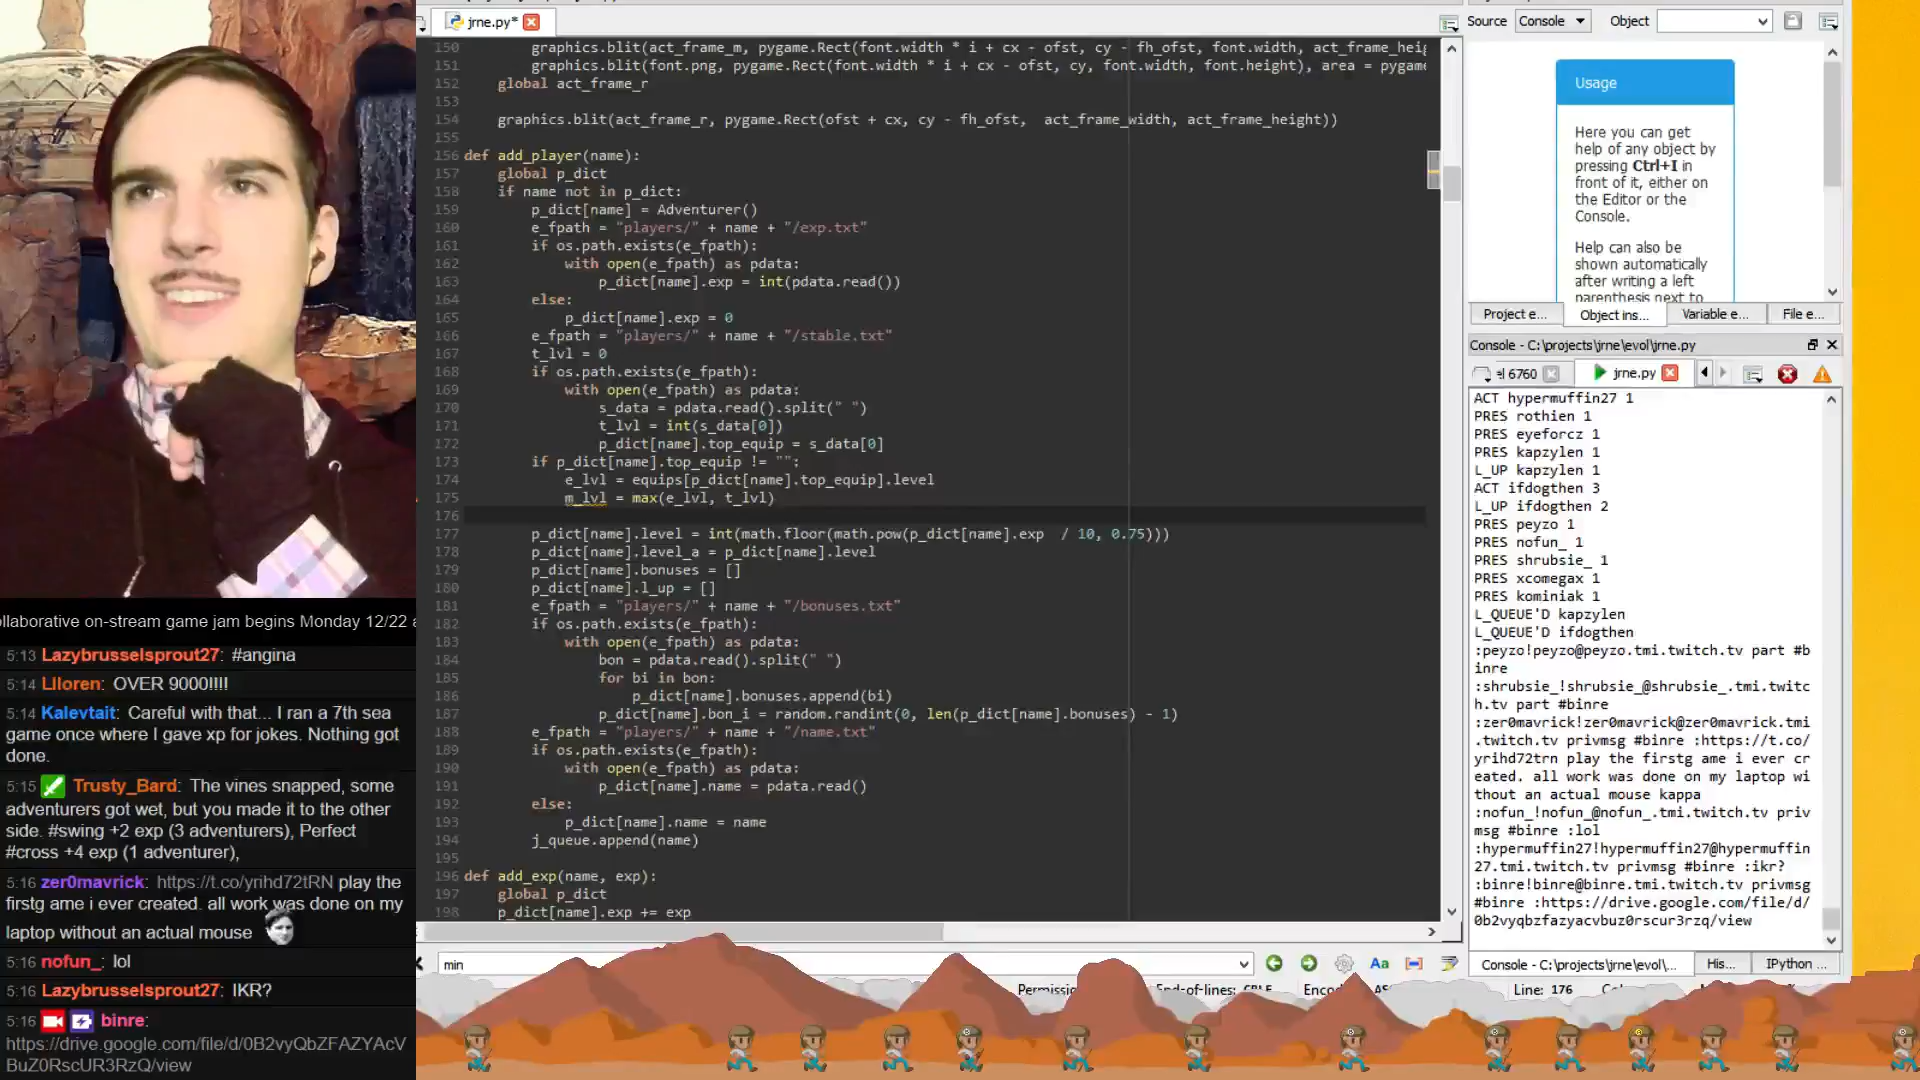 jrne.py*
150 graphics.blit(act_frame_m, pygame.Rect(font.width * i + cx - ofst, cy - fh_ofst, font.width, act_frame_hei
151 graphics.blit(font.png, pygame.Rect(font.width * i + cx - ofst, cy, font.width, font.height), area = pygame
152 global act_frame_r
153
154 graphics.blit(act_frame_r, pygame.Rect(ofst + cx, cy - fh_ofst,  act_frame_width, act_frame_height))
155
156 def add_player(name):
157 global p_dict
158 if name not in p_dict:
159 p_dict[name] = Adventurer()
160 e_fpath = "players/" + name + "/exp.txt"
161 if os.path.exists(e_fpath):
162 with open(e_fpath) as pdata:
163 p_dict[name].exp = int(pdata.read())
164 else:
165 p_dict[name].exp = 0
166 e_fpath = "players/" + name + "/stable.txt"
167 t_lvl = 0
168 if os.path.exists(e_fpath):
169 with open(e_fpath) as pdata:
170 s_data = pdata.read().split(" ")
171 t_lvl = int(s_data[0])
172 p_dict[name].top_equip = s_data[0]
173 if p_dict[name].top_equip != "":
174 e_lvl = equips[p_dict[name].top_equip].level
175 m_lvl = max(e_lvl, t_lvl)
176
177 p_dict[name].level = int(math.floor(math.pow(p_dict[name].exp  / 10, 0.75)))
178 p_dict[name].level_a = p_dict[name].level
179 p_dict[name].bonuses = []
180 p_dict[name].l_up = []
181 e_fpath = "players/" + name + "/bonuses.txt"
182 if os.path.exists(e_fpath):
183 with open(e_fpath) as pdata:
184 bon = pdata.read().split(" ")
185 for bi in bon:
186 p_dict[name].bonuses.append(bi)
187 p_dict[name].bon_i = random.randint(0, len(p_dict[name].bonuses) - 1)
188 e_fpath = "players/" + name + "/name.txt"
189 if os.path.exists(e_fpath):
190 with open(e_fpath) as pdata:
191 p_dict[name].name = pdata.read()
192 else:
193 p_dict[name].name = name
194 j_queue.append(name)
195
196 def add_exp(name, exp):
197 global p_dict
198 p_dict[name].exp += exp
min
Aa
End-of-lines:
Line: 176
Source Console Object
Usage
Here you can get
help of any object by
pressing Ctrl+I in
front of it, either on
the Editor or the
Console.
Help can also be
shown automatically
after writing a left
parenthesis next to
Project e... Object ins... Variable e... File e...
Console - C:\projects\jrne\evol\jrne.py
el 6760 jrne.py
ACT hypermuffin27 1
PRES rothien 1
PRES eyeforcz 1
PRES kapzylen 1
L_UP kapzylen 1
ACT ifdogthen 3
L_UP ifdogthen 2
PRES peyzo 1
PRES nofun_ 1
PRES shrubsie_ 1
PRES xcomegax 1
PRES kominiak 1
L_QUEUE'D kapzylen
L_QUEUE'D ifdogthen
:peyzo!peyzo@peyzo.tmi.twitch.tv part #b
inre
:shrubsie_!shrubsie_@shrubsie_.tmi.twitc
h.tv part #binre
:zer0mavrick!zer0mavrick@zer0mavrick.tmi
.twitch.tv privmsg #binre :https://t.co/
yrihd72trn play the firstg ame i ever cr
eated. all work was done on my laptop wi
thout an actual mouse kappa
:nofun_!nofun_@nofun_.tmi.twitch.tv priv
msg #binre :lol
:hypermuffin27!hypermuffin27@hypermuffin
27.tmi.twitch.tv privmsg #binre :ikr?
:binre!binre@binre.tmi.twitch.tv privmsg
#binre :https://drive.google.com/file/d/
0b2vyqbzfazyacvbuz0rscur3rzq/view
Console - C:\projects\jrne\evol\... His... IPython ...
ollaborative on-stream game jam begins Monday 12/22 a
5:13 Lazybrusselsprout27: #angina
5:14 Llloren: OVER 9000!!!!
5:14 Kalevtait: Careful with that... I ran a 7th sea
game once where I gave xp for jokes. Nothing got
done.
5:15 Trusty_Bard: The vines snapped, some
adventurers got wet, but you made it to the other
side. #swing +2 exp (3 adventurers), Perfect
#cross +4 exp (1 adventurer),
5:16 zer0mavrick: https://t.co/yrihd72tRN play the
firstg ame i ever created. all work was done on my
laptop without an actual mouse
5:16 nofun_: lol
5:16 Lazybrusselsprout27: IKR?
5:16 binre:
https://drive.google.com/file/d/0B2vyQbZFAZYAcV
BuZ0RscUR3RzQ/view